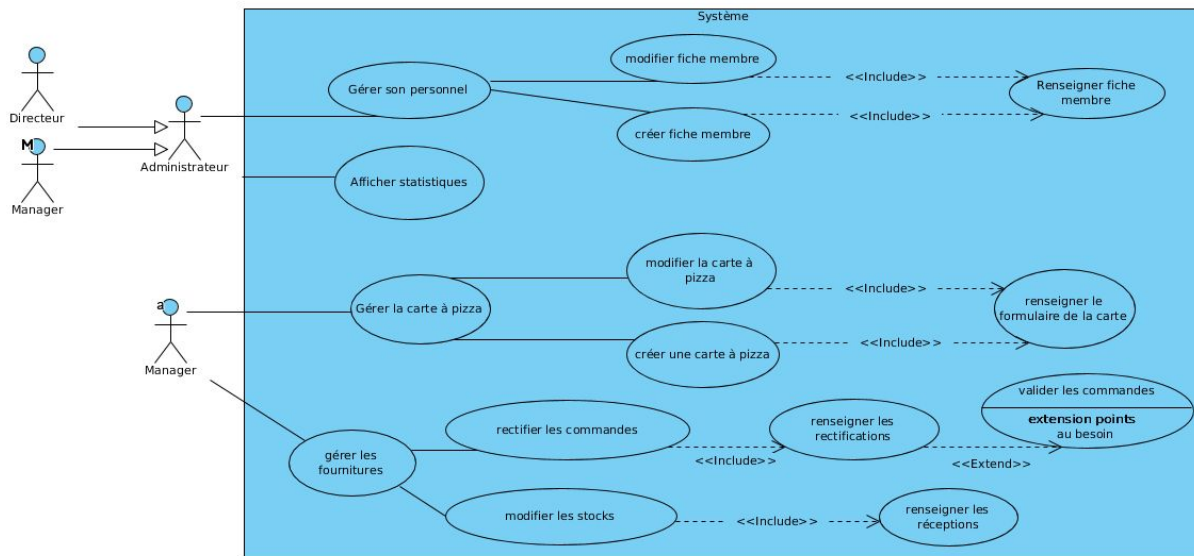 Système
Directeur
M
Manager
Administrateur
Gérer son personnel
modifier fiche membre
<<Include>>
Renseigner fiche
membre
<<Include>>
créer fiche membre
Afficher statistiques
a
Manager
Gérer la carte à pizza
modifier la carte à
pizza
<<Include>>
renseigner le
formulaire de la carte
créer une carte à pizza
<<Include>>
gérer les
fournitures
rectifier les commandes
<<Include>>
renseigner les
rectifications
<<Extend>>
valider les commandes
extension points
au besoin
modifier les stocks
<<Include>>
renseigner les
réceptions